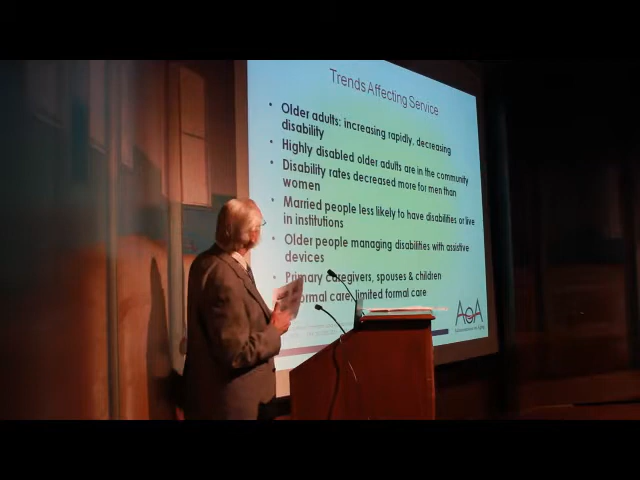 Trends Affecting Service
• Older adults: increasing rapidly, decreasing
disability
• Highly disabled older adults are in the community
• Disability rates decreased more for men than
women
• Married people less likely to have disabilities or live
in institutions
• Older people managing disabilities with assistive
devices
• Primary caregivers, spouses & children
formal care, limited formal care
AoA